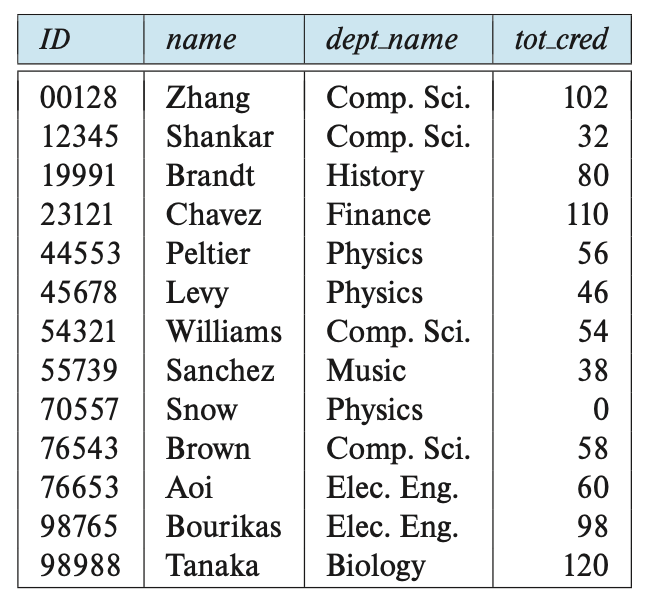 ID name dept_name tot_cred
00128 Zhang Comp. Sci. 102
12345 Shankar Comp. Sci. 32
19991 Brandt History 80
23121 Chavez Finance 110
44553 Peltier Physics 56
45678 Levy Physics 46
54321 Williams Comp. Sci. 54
55739 Sanchez Music 38
70557 Snow Physics 0
76543 Brown Comp. Sci. 58
76653 Aoi Elec. Eng. 60
98765 Bourikas Elec. Eng. 98
98988 Tanaka Biology 120